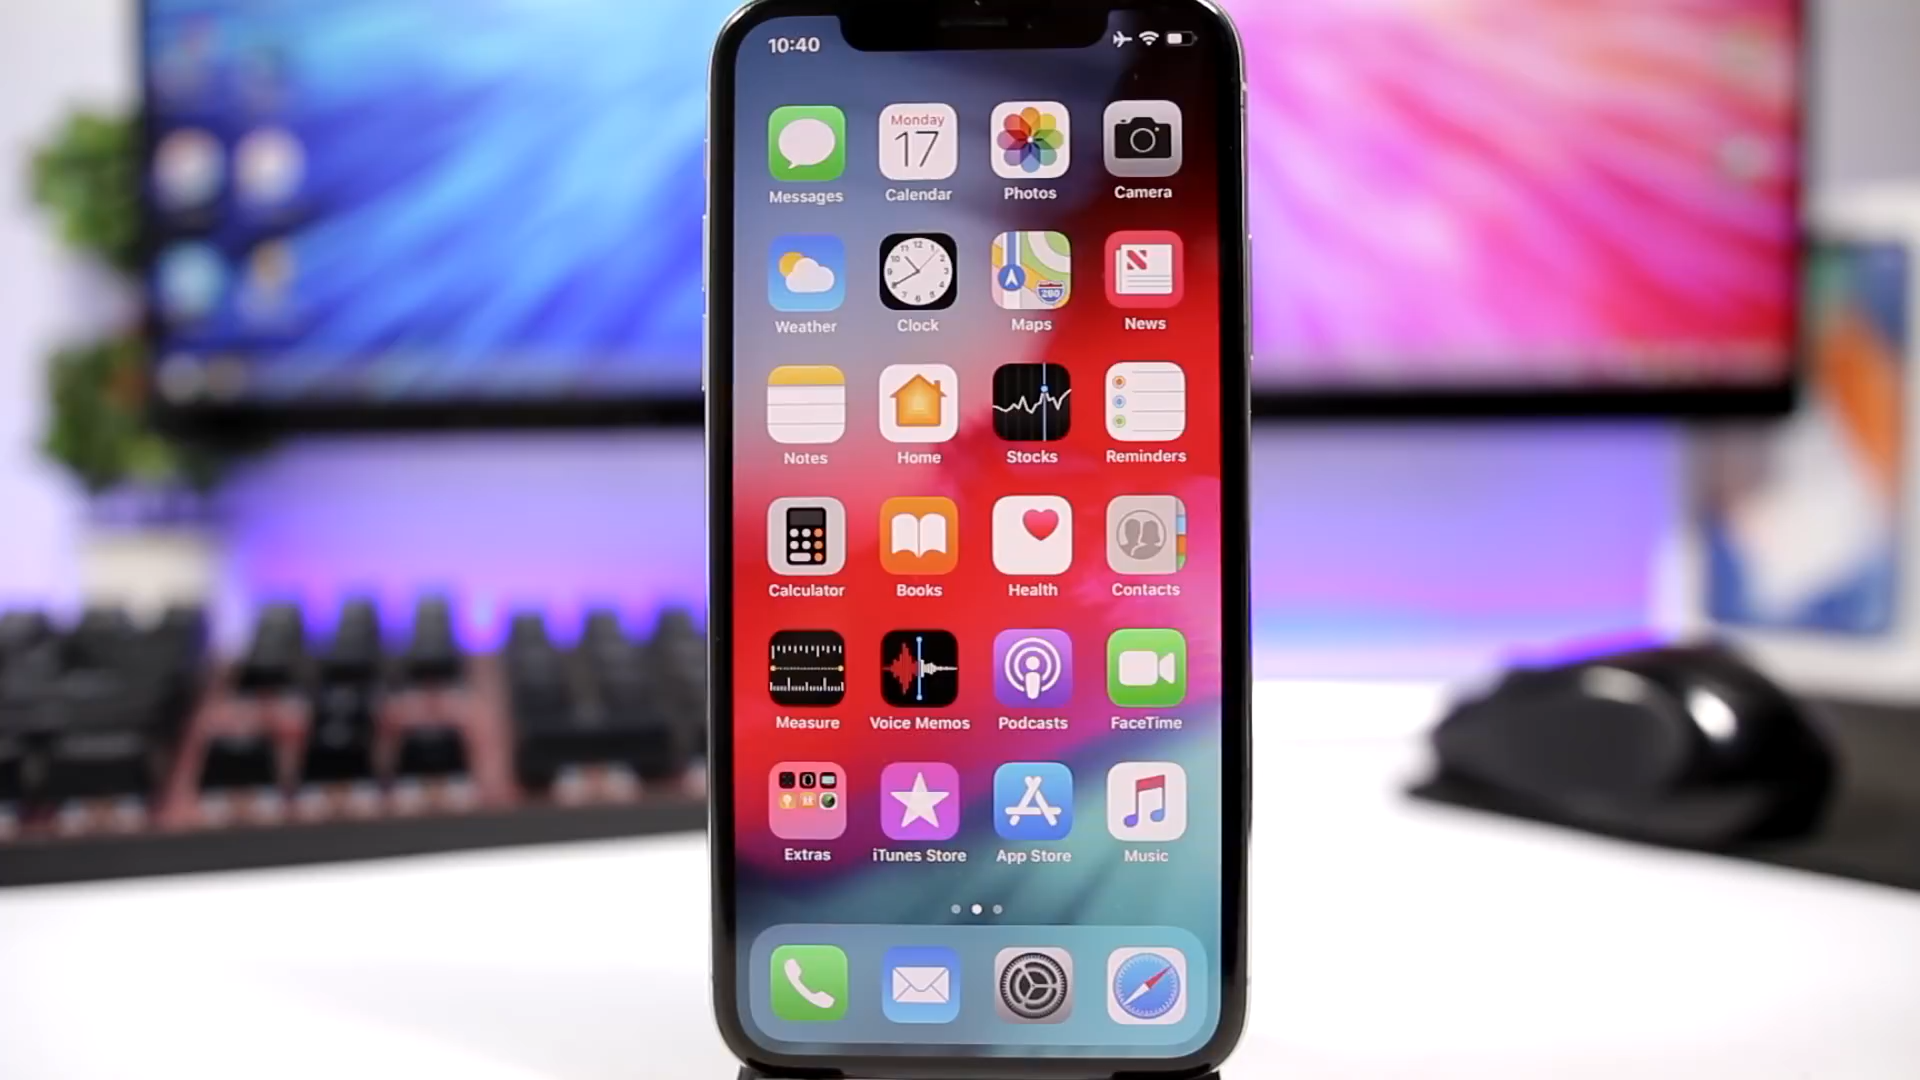 10:40
Monday
17
Messages
Calendar
Photos
Camera
280
Weather
Clock
Maps
News
Notes
Home
Stocks
Reminders
Calculator
Books
Health
Contacts
Measure
Voice Memos
Podcasts
FaceTime
Extras
iTunes Store
App Store
Music